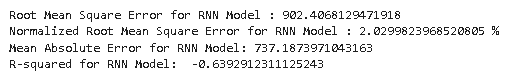 Root Mean Square Error for RNN Model : 902.4068129471918
Normalized Root Mean Square Error for RNN Model : 2.0299823968520805 %
Mean Absolute Error for RNN Model: 737.1873971043163
R-squared for RNN Model:  -0.6392912311125243